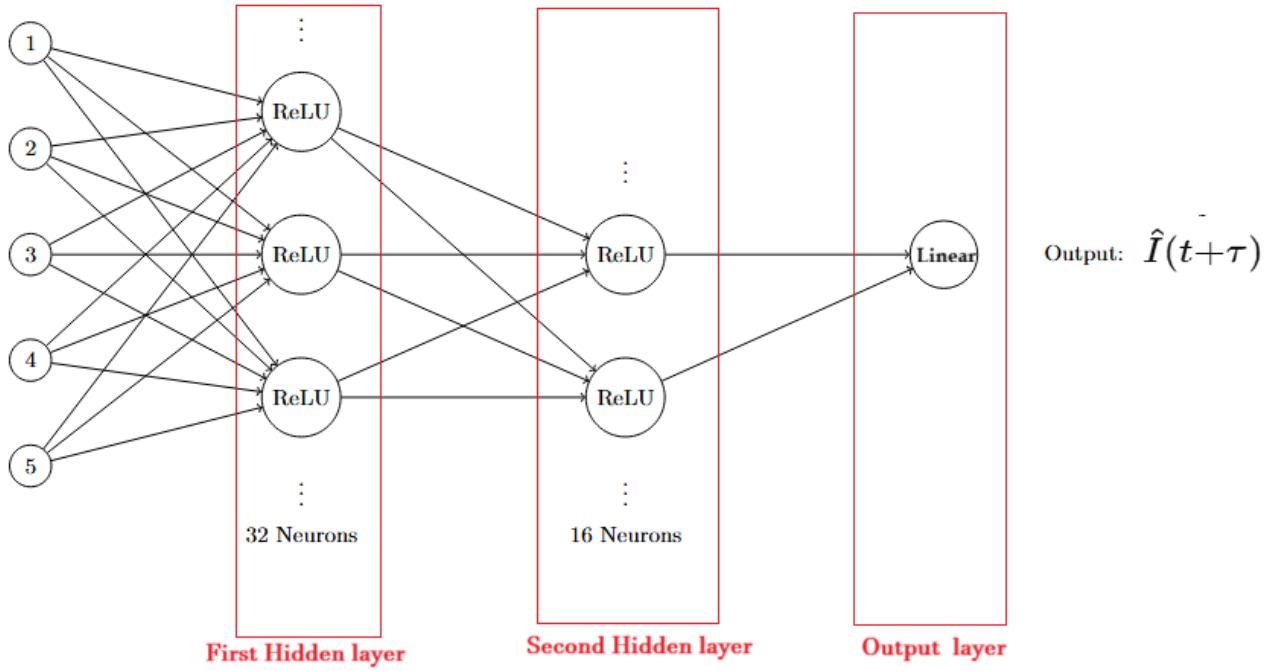 1
2
3
4
5
⋮
ReLU
ReLU
ReLU
⋮
32 Neurons
First Hidden layer
⋮
ReLU
ReLU
⋮
16 Neurons
Second Hidden layer
Linear
Output layer
Output: Î(t+τ)